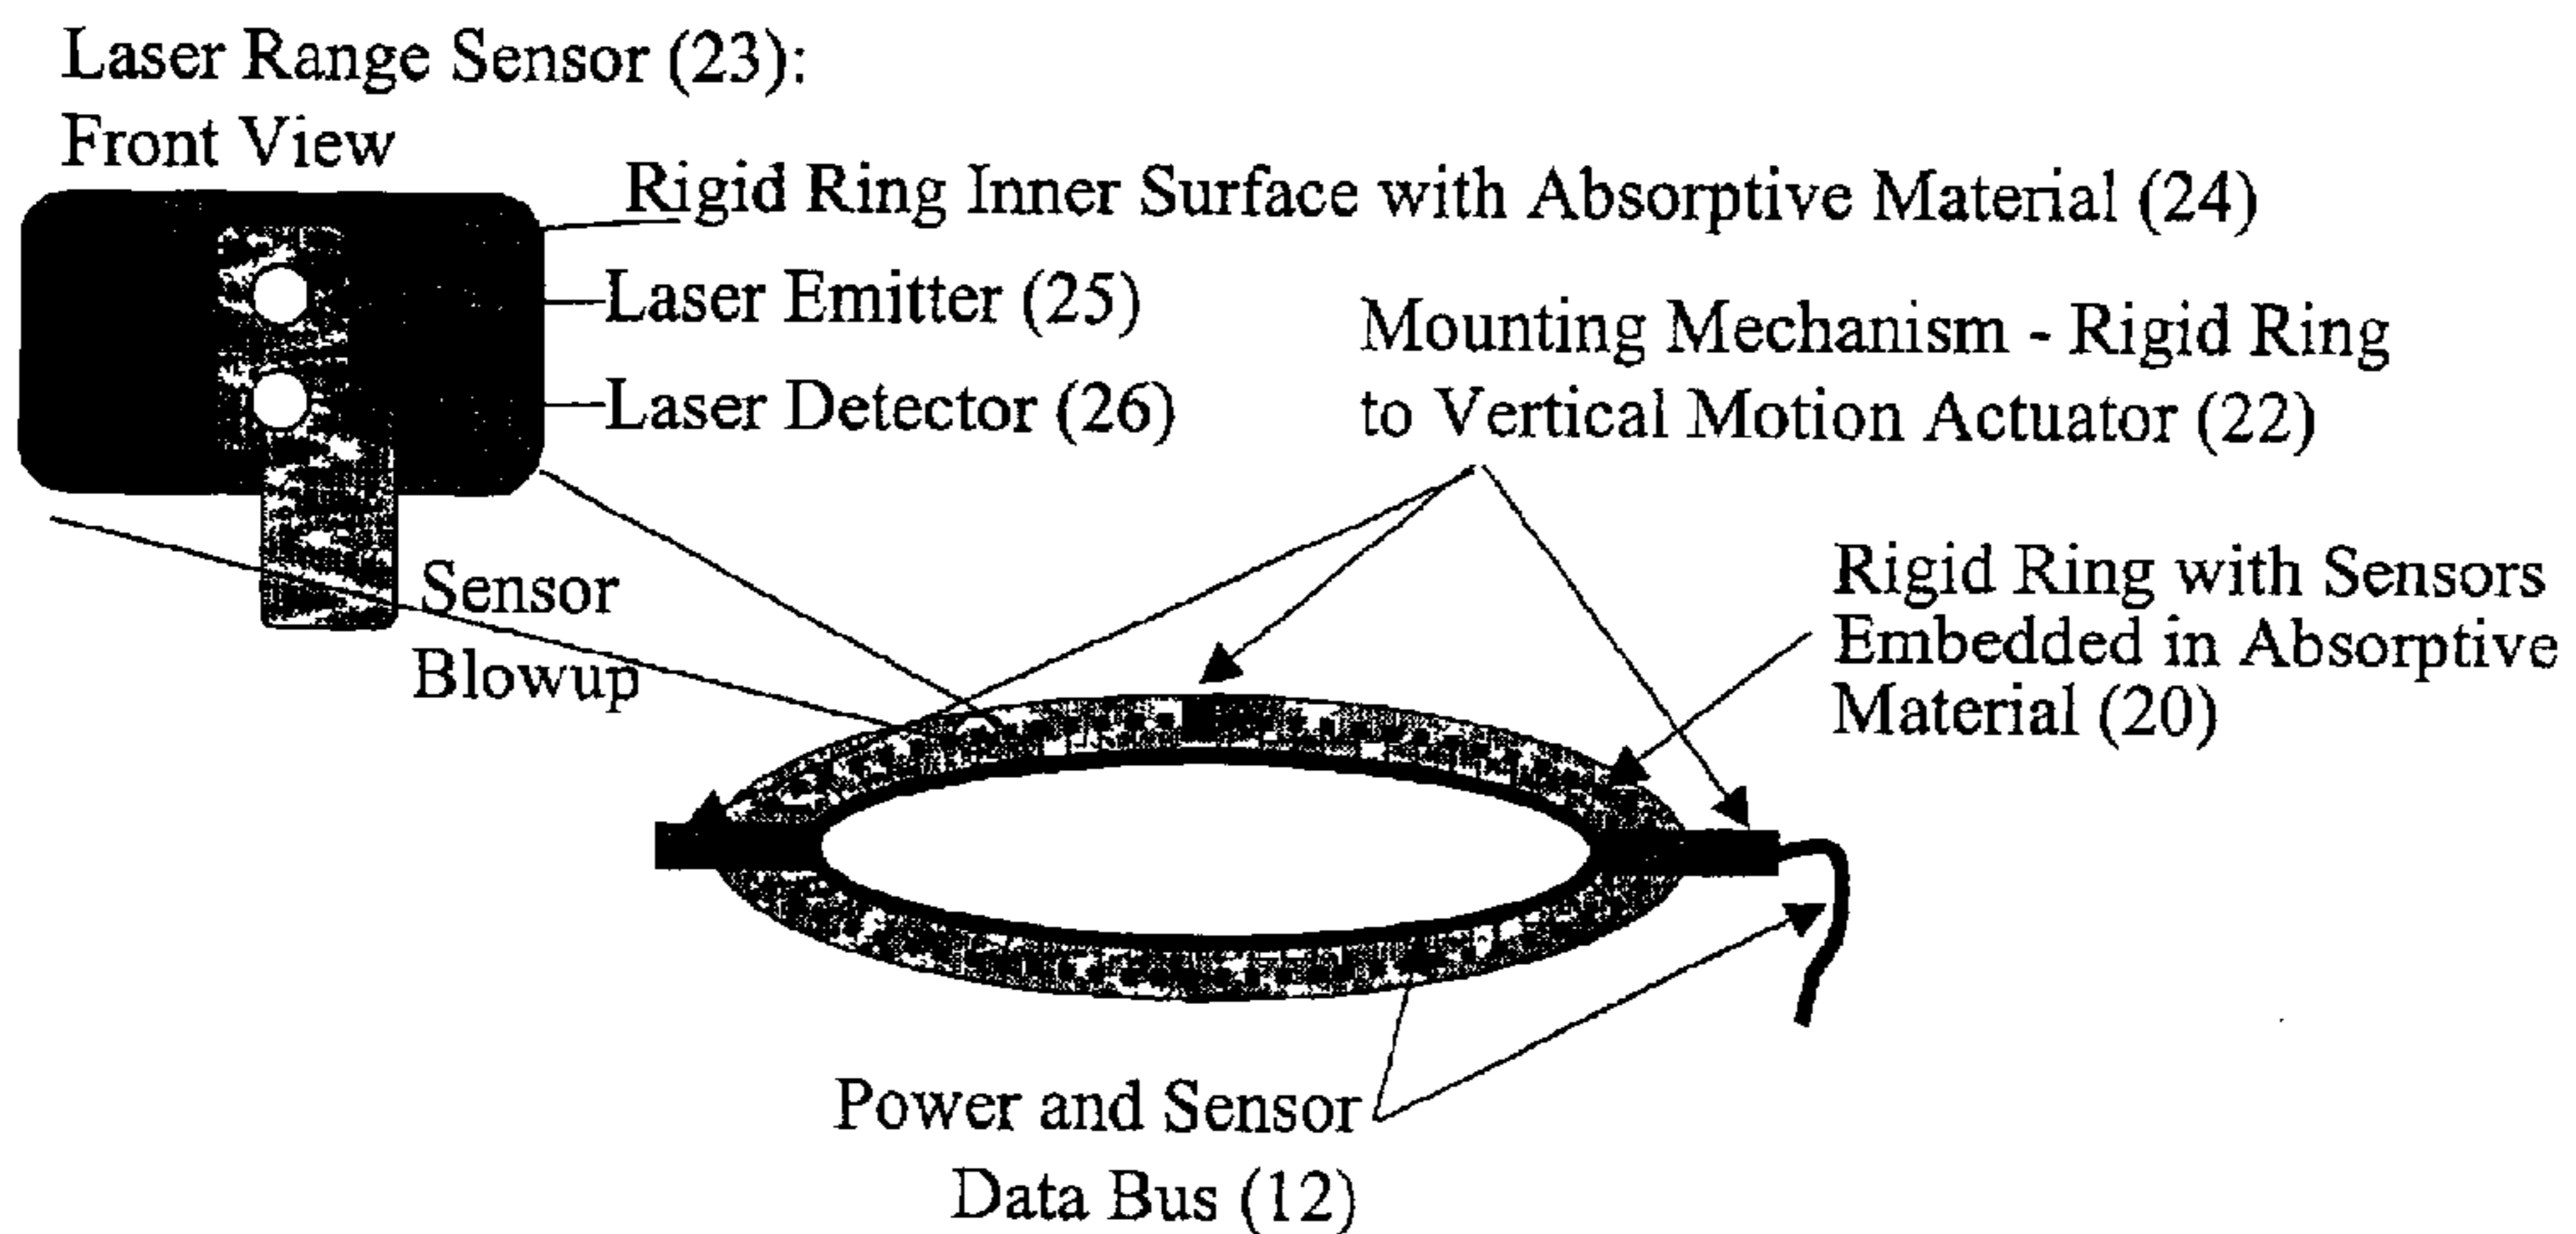 Laser Range Sensor (23):
Front View
Rigid Ring Inner Surface with Absorptive Material (24)
Laser Emitter (25)
Laser Detector (26)
Mounting Mechanism - Rigid Ring
to Vertical Motion Actuator (22)
Sensor
Blowup
Rigid Ring with Sensors
Embedded in Absorptive
Material (20)
Power and Sensor
Data Bus (12)